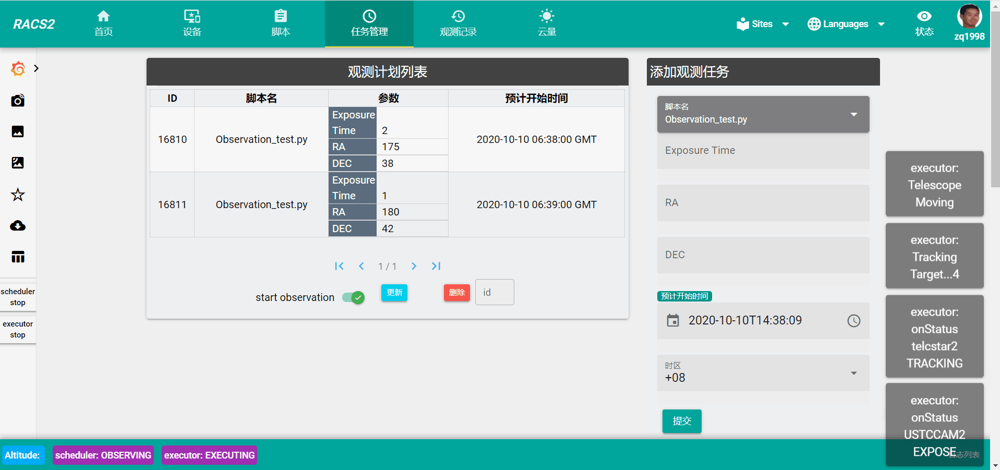 RACS2
首页
设备
脚本
任务管理
观测记录
云量
Sites
Languages
状态
zq1998
scheduler
stop
executor
stop
观测计划列表
ID 脚本名 参数 预计开始时间
16810 Observation_test.py
Exposure
Time 2
RA 175
DEC 38
2020-10-10 06:38:00 GMT
16811 Observation_test.py
Exposure
Time 1
RA 180
DEC 42
2020-10-10 06:39:00 GMT
1 / 1
start observation
更新
删除
id
添加观测任务
脚本名
Observation_test.py
Exposure Time
RA
DEC
预计开始时间
2020-10-10T14:38:09
时区
+08
提交
executor:
Telescope
Moving
executor:
Tracking
Target...4
executor:
onStatus
telcstar2
TRACKING
executor:
onStatus
USTCCAM2
EXPOSE
Altitude:
scheduler: OBSERVING
executor: EXECUTING
日志列表